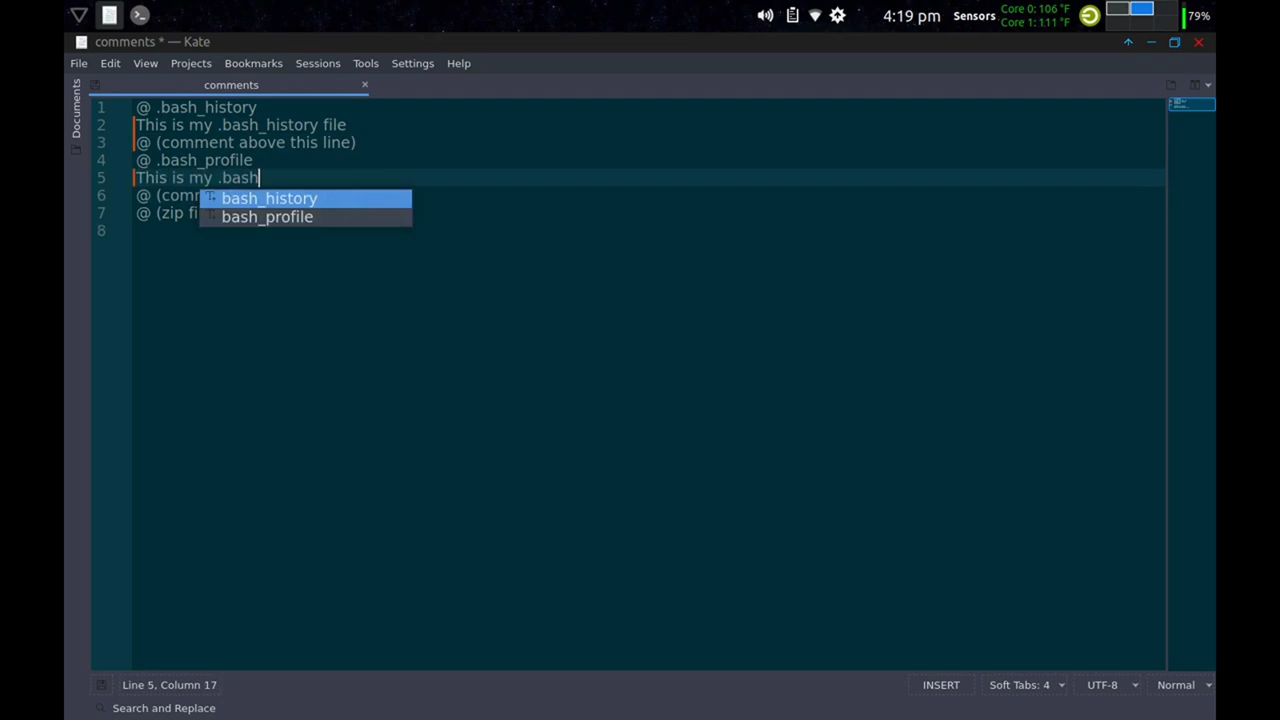 4:19 pm
Sensors
Core 0: 106 °F
Core 1: 111 °F
79%
comments * — Kate
File Edit View Projects Bookmarks Sessions Tools Settings Help
Documents
comments
1 @ .bash_history
2 This is my .bash_history file
3 @ (comment above this line)
4 @ .bash_profile
5 This is my .bash
6 @ (com
bash_history
7 @ (zip fi
bash_profile
8
Line 5, Column 17
INSERT
Soft Tabs: 4
UTF-8
Normal
Search and Replace